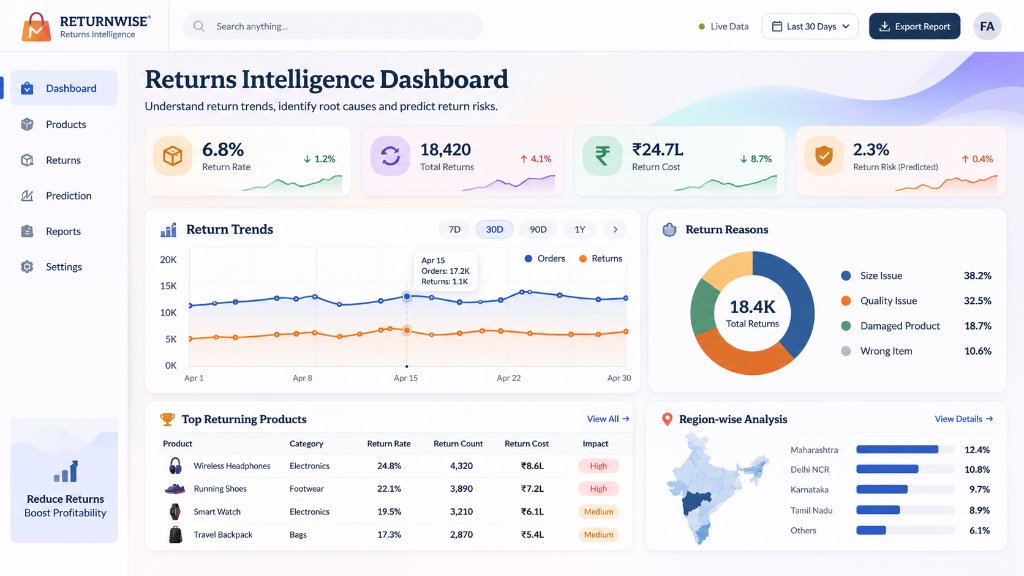 RETURNWISE®
Returns Intelligence
Search anything...
Live Data
Last 30 Days
Export Report
FA
Dashboard
Products
Returns
Prediction
Reports
Settings
Reduce Returns
Boost Profitability
Returns Intelligence Dashboard
Understand return trends, identify root causes and predict return risks.
6.8%
Return Rate
↓ 1.2%
18,420
Total Returns
↑ 4.1%
₹24.7L
Return Cost
↓ 8.7%
2.3%
Return Risk (Predicted)
↑ 0.4%
Return Trends
7D 30D 90D 1Y >
Orders Returns
Apr 15
Orders: 17.2K
Returns: 1.1K
20K
15K
10K
5K
0K
Apr 1 Apr 8 Apr 15 Apr 22 Apr 30
Return Reasons
18.4K
Total Returns
Size Issue 38.2%
Quality Issue 32.5%
Damaged Product 18.7%
Wrong Item 10.6%
Top Returning Products
View All →
Product Category Return Rate Return Count Return Cost Impact
Wireless Headphones Electronics 24.8% 4,320 ₹8.6L High
Running Shoes Footwear 22.1% 3,890 ₹7.2L High
Smart Watch Electronics 19.5% 3,210 ₹6.1L Medium
Travel Backpack Bags 17.3% 2,870 ₹5.4L Medium
Region-wise Analysis
View Details →
Maharashtra 12.4%
Delhi NCR 10.8%
Karnataka 9.7%
Tamil Nadu 8.9%
Others 6.1%